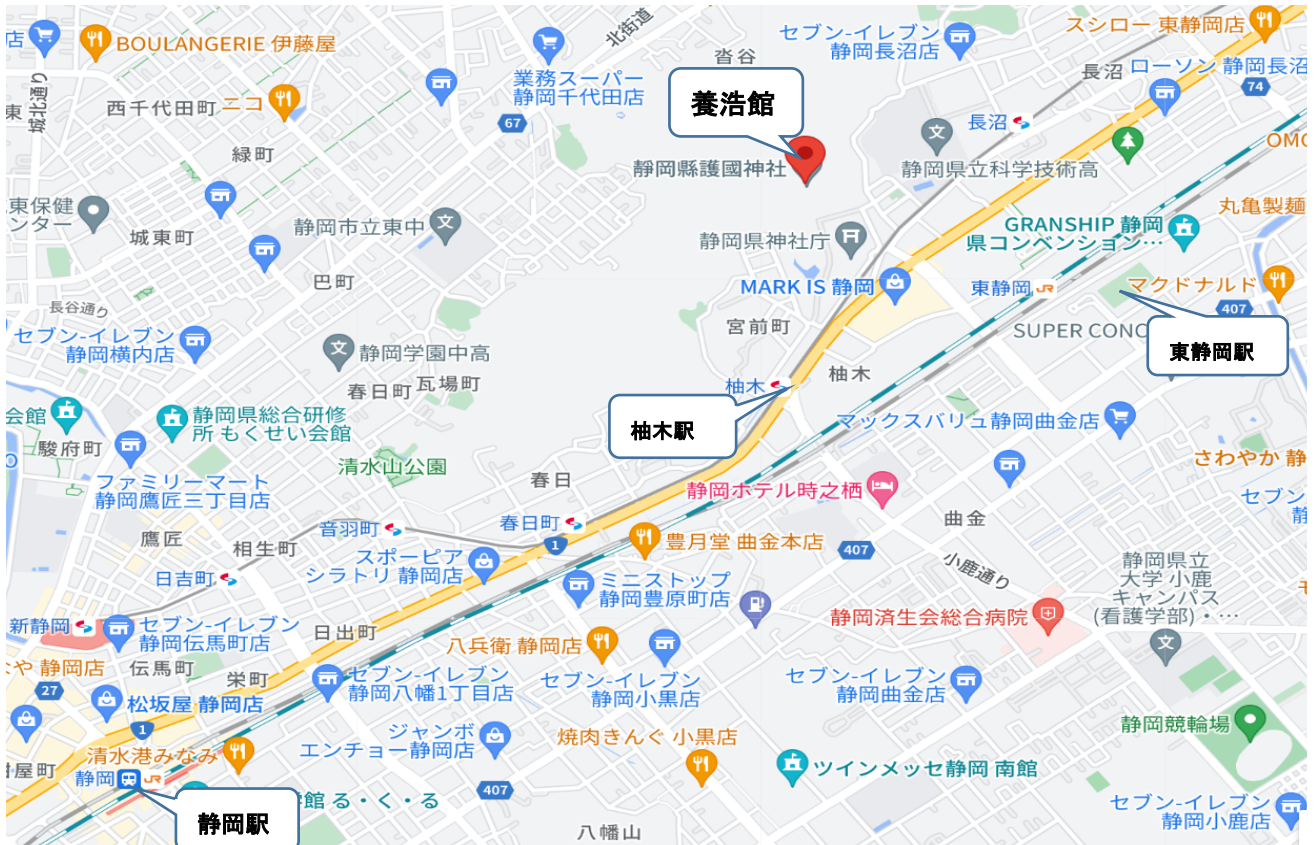 店
BOULANGERIE 伊藤屋
北街道
業務スーパー
静岡千代田店
沓谷
セブン-イレブン
静岡長沼店
スシロー 東静岡店
長沼
ローソン 静岡長沼
74
城北通り
東
西千代田町
ニコ
67
養浩館
長沼
OMO
緑町
靜岡縣護國神社
静岡県立科学技術高
東保健
ンター
静岡市立東中
丸亀製麺
城東町
静岡県神社庁
GRANSHIP 静岡
県コンベンション…
巴町
MARK IS 静岡
東静岡
JR
マクドナルド
407
長谷通り
セブン-イレブン
静岡横内店
宮前町
SUPER CONC
東静岡駅
静岡学園中高
春日町
瓦場町
柚木
柚木
会館
静岡県総合研修
所 もくせい会館
柚木駅
マックスバリュ静岡曲金店
駿府町
清水山公園
さわやか 静
ファミリーマート
静岡鷹匠三丁目店
春日
静岡ホテル時之栖
セブン
静
鷹匠
音羽町
春日町
曲金
相生町
1
豊月堂 曲金本店
407
小鹿通り
静岡県立
大学 小鹿
キャンパス
(看護学部)・…
スポーピア
シラトリ 静岡店
日吉町
ミニストップ
静岡豊原町店
新静岡
セブン-イレブン
静岡伝馬町店
日出町
静岡済生会総合病院
八兵衛 静岡店
や 静岡店
伝馬町
栄町
27
セブン-イレブン
静岡八幡1丁目店
セブン-イレブン
静岡小黒店
セブン-イレブン
静岡曲金店
松坂屋 静岡店
1
ジャンボ
エンチョー静岡店
焼肉きんぐ 小黒店
静岡競輪場
清水港みなみ
屋町
静岡
JR
ツインメッセ静岡 南館
407
館 る・く・る
静岡駅
八幡山
セブン-イレブン
静岡小鹿店